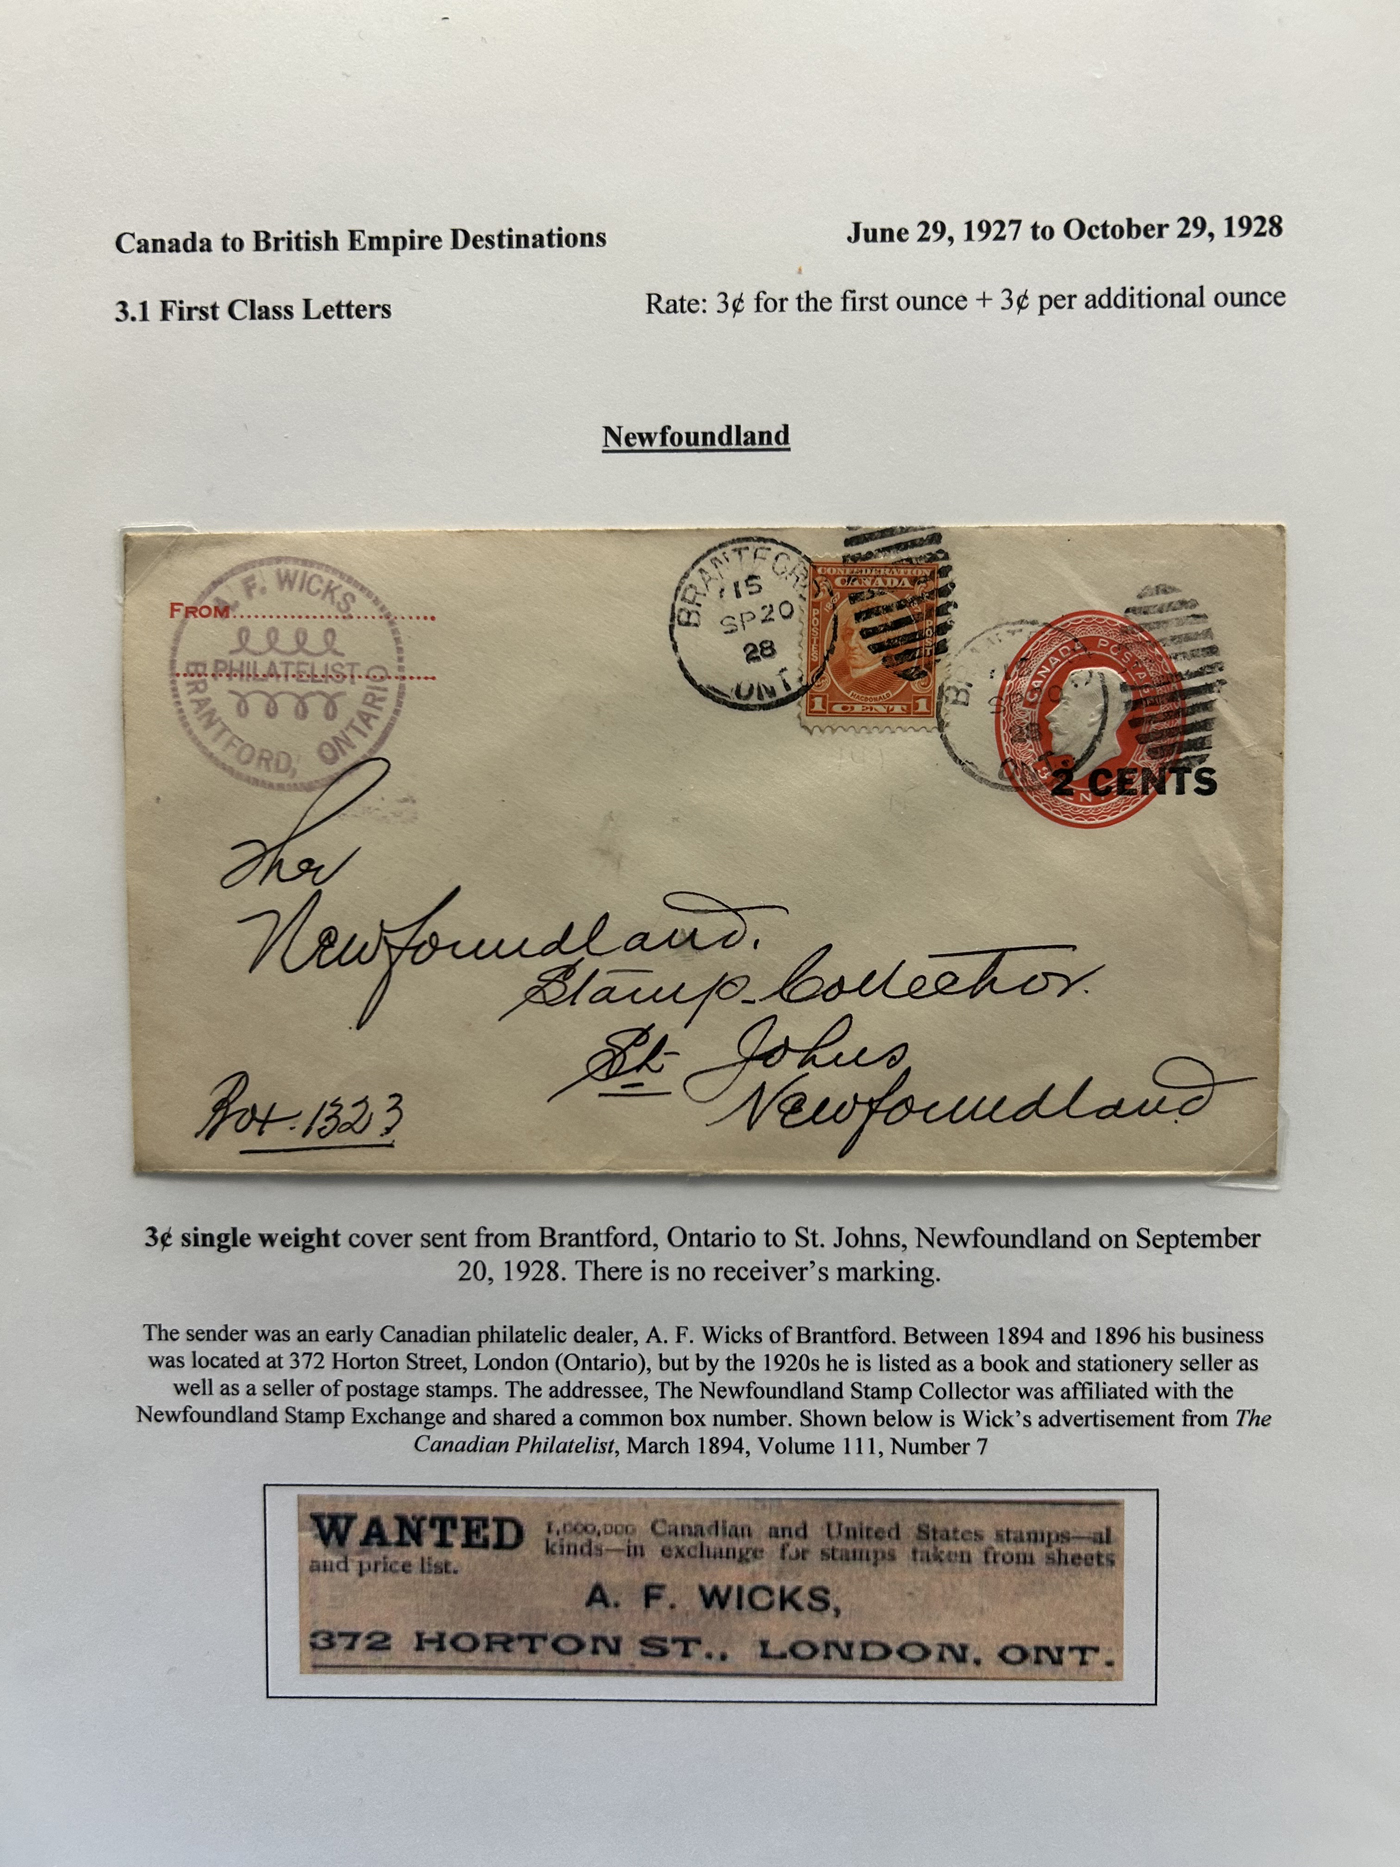 Canada to British Empire Destinations
June 29, 1927 to October 29, 1928
3.1 First Class Letters
Rate: 3¢ for the first ounce + 3¢ per additional ounce
Newfoundland
A. F. WICKS,
FROM
PHILATELIST
BRANTFORD, ONTARIO
BRANTFORD
15
SP 20
28
ONT
CONFEDERATION
CANADA
POSTES
POST
MACDONALD
1 CENT 1
CANADA POSTAGE
ONT
2 CENTS
The
Newfoundland.
Stamp-Collector.
St Johns
Newfoundland
Box. 1323
3¢ single weight cover sent from Brantford, Ontario to St. Johns, Newfoundland on September
20, 1928. There is no receiver's marking.
The sender was an early Canadian philatelic dealer, A. F. Wicks of Brantford. Between 1894 and 1896 his business
was located at 372 Horton Street, London (Ontario), but by the 1920s he is listed as a book and stationery seller as
well as a seller of postage stamps. The addressee, The Newfoundland Stamp Collector was affiliated with the
Newfoundland Stamp Exchange and shared a common box number. Shown below is Wick's advertisement from The
Canadian Philatelist, March 1894, Volume 111, Number 7
WANTED 1,000,000 Canadian and United States stamps—al
kinds—in exchange for stamps taken from sheets
and price list.
A. F. WICKS,
372 HORTON ST., LONDON, ONT.